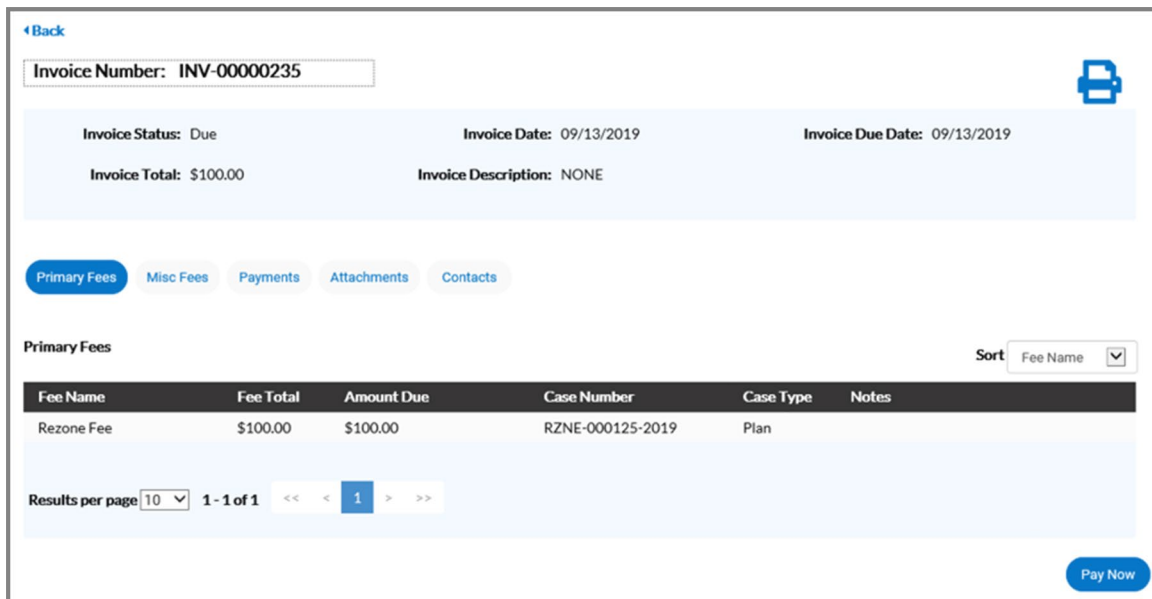 Back
Invoice Number: INV-00000235
Invoice Status: Due Invoice Date: 09/13/2019 Invoice Due Date: 09/13/2019
Invoice Total: $100.00 Invoice Description: NONE
Primary Fees Misc Fees Payments Attachments Contacts
Primary Fees
Sort Fee Name
Fee Name Fee Total Amount Due Case Number Case Type Notes
Rezone Fee $100.00 $100.00 RZNE-000125-2019 Plan
Results per page 10 1 - 1 of 1 << < 1 > >>
Pay Now